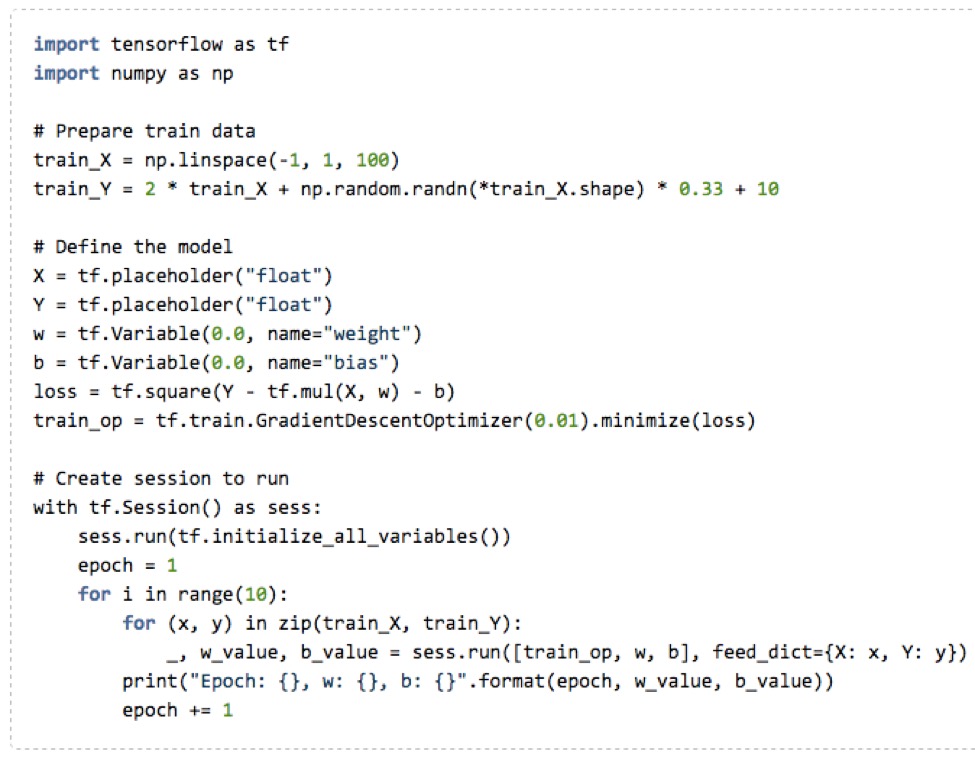 import tensorflow as tf
import numpy as np
# Prepare train data
train_X = np.linspace(-1, 1, 100)
train_Y = 2 * train_X + np.random.randn(*train_X.shape) * 0.33 + 10
# Define the model
X = tf.placeholder("float")
Y = tf.placeholder("float")
w = tf.Variable(0.0, name="weight")
b = tf.Variable(0.0, name="bias")
loss = tf.square(Y - tf.mul(X, w) - b)
train_op = tf.train.GradientDescentOptimizer(0.01).minimize(loss)
# Create session to run
with tf.Session() as sess:
    sess.run(tf.initialize_all_variables())
    epoch = 1
    for i in range(10):
        for (x, y) in zip(train_X, train_Y):
            _, w_value, b_value = sess.run([train_op, w, b], feed_dict={X: x, Y: y})
        print("Epoch: {}, w: {}, b: {}".format(epoch, w_value, b_value))
        epoch += 1